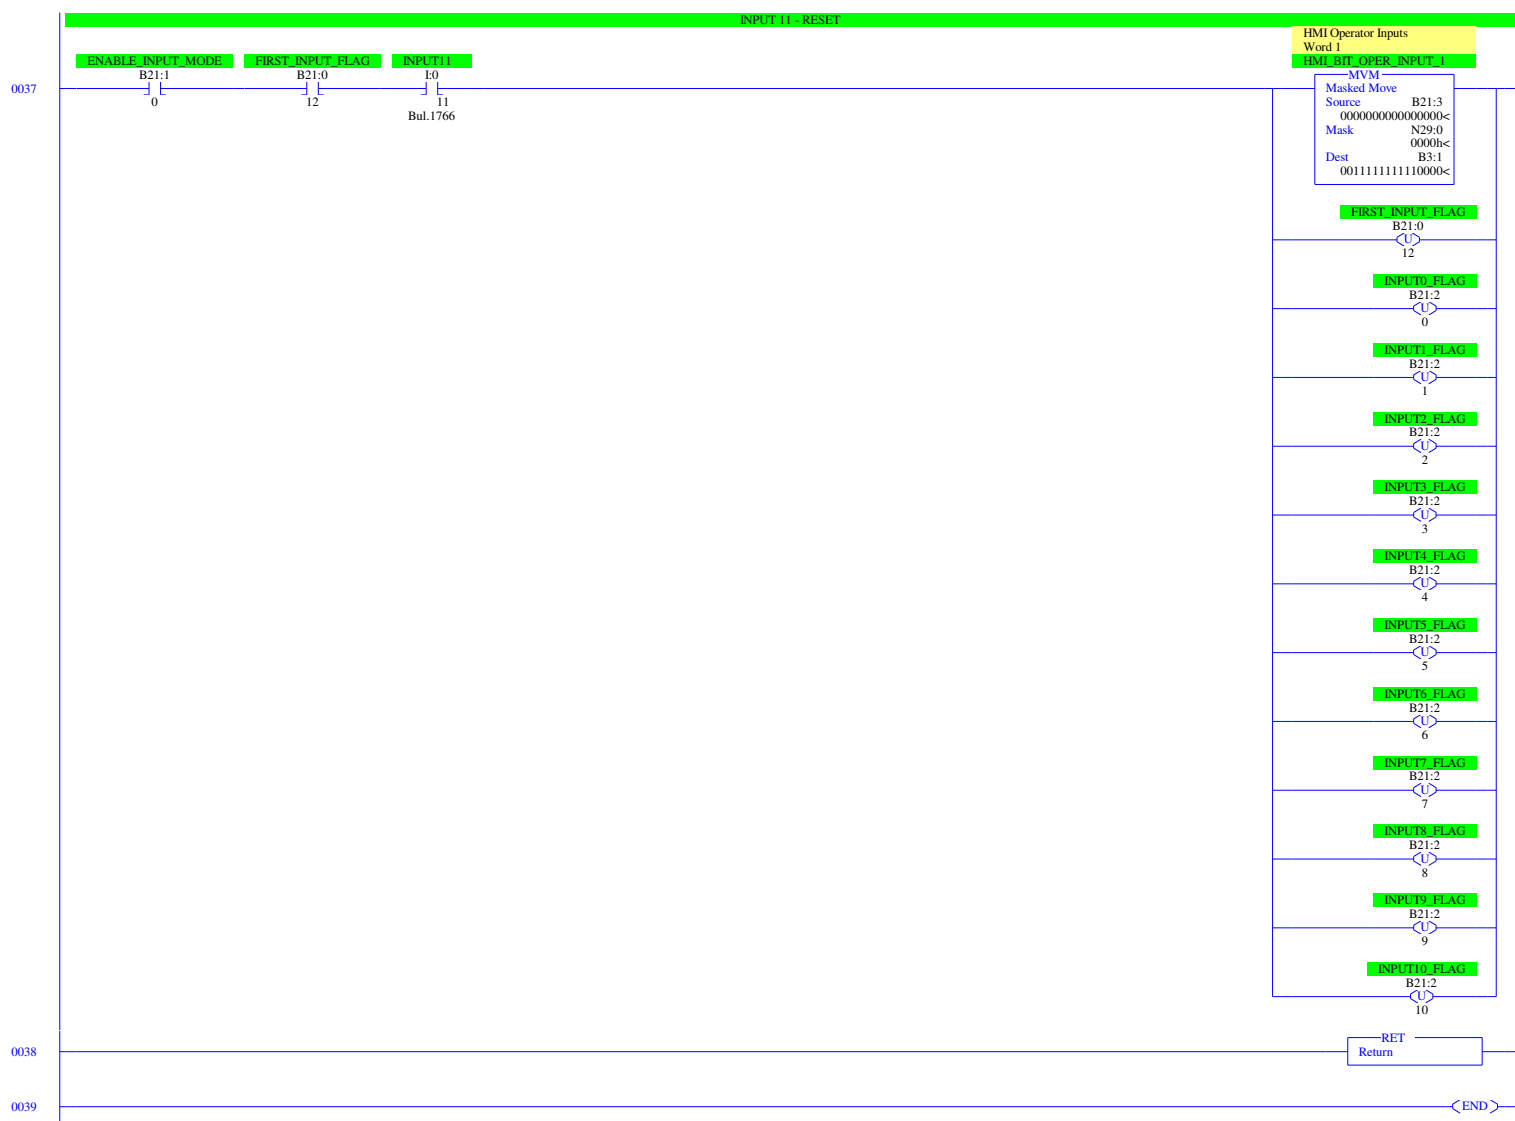 INPUT 11 - RESET
HMI Operator Inputs
Word 1
ENABLE_INPUT_MODE FIRST_INPUT_FLAG INPUT11 HMI_BIT_OPER_INPUT_1
B21:1 B21:0 I:0 MVM
0037 Masked Move
0 12 11 Source B21:3
Bul.1766 0000000000000000<
Mask N29:0
0000h<
Dest B3:1
0011111111110000<
FIRST_INPUT_FLAG
B21:0
U
12
INPUT0_FLAG
B21:2
U
0
INPUT1_FLAG
B21:2
U
1
INPUT2_FLAG
B21:2
U
2
INPUT3_FLAG
B21:2
U
3
INPUT4_FLAG
B21:2
U
4
INPUT5_FLAG
B21:2
U
5
INPUT6_FLAG
B21:2
U
6
INPUT7_FLAG
B21:2
U
7
INPUT8_FLAG
B21:2
U
8
INPUT9_FLAG
B21:2
U
9
INPUT10_FLAG
B21:2
U
10
RET
0038 Return
0039 END